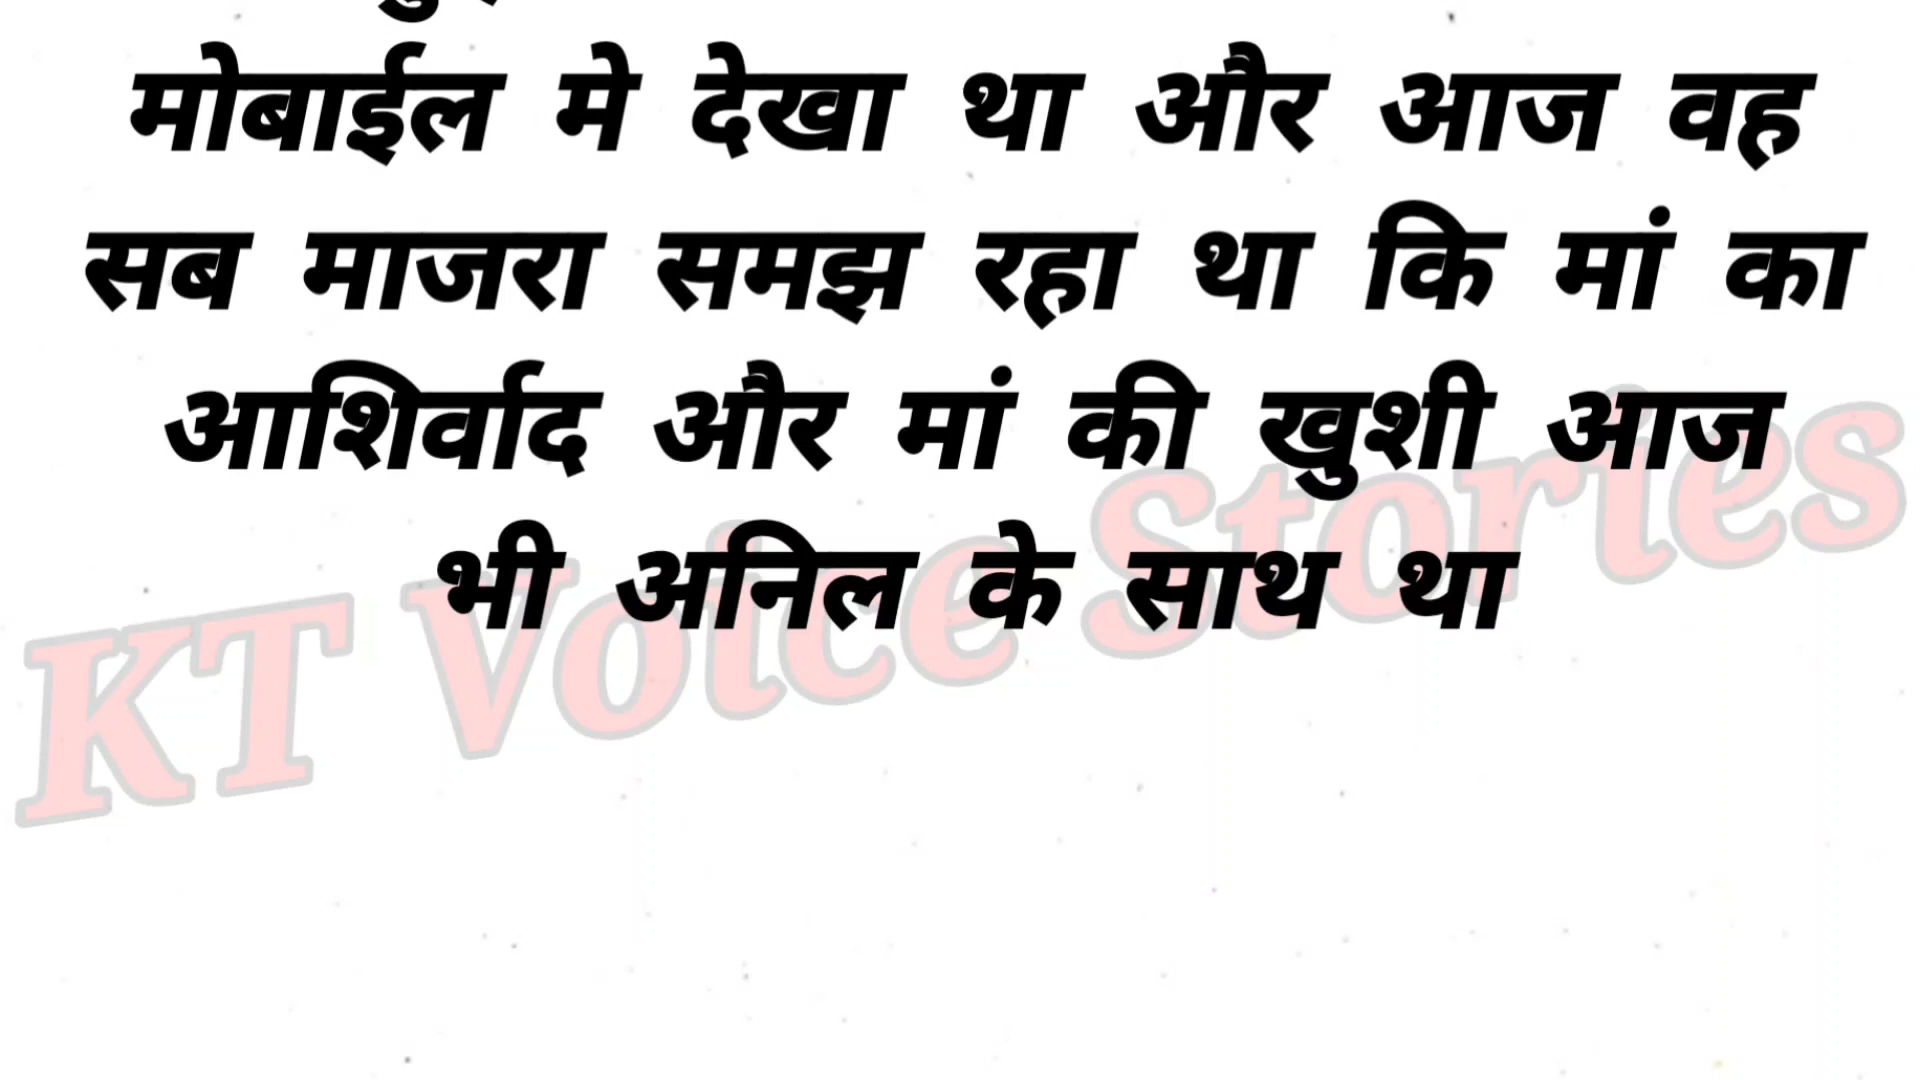 मोबाईल मे देखा था और आज वह
सब माजरा समझ रहा था कि मां का
आशिर्वाद और मां की खुशी आज
भी अनिल के साथ था
KT Voice Stories